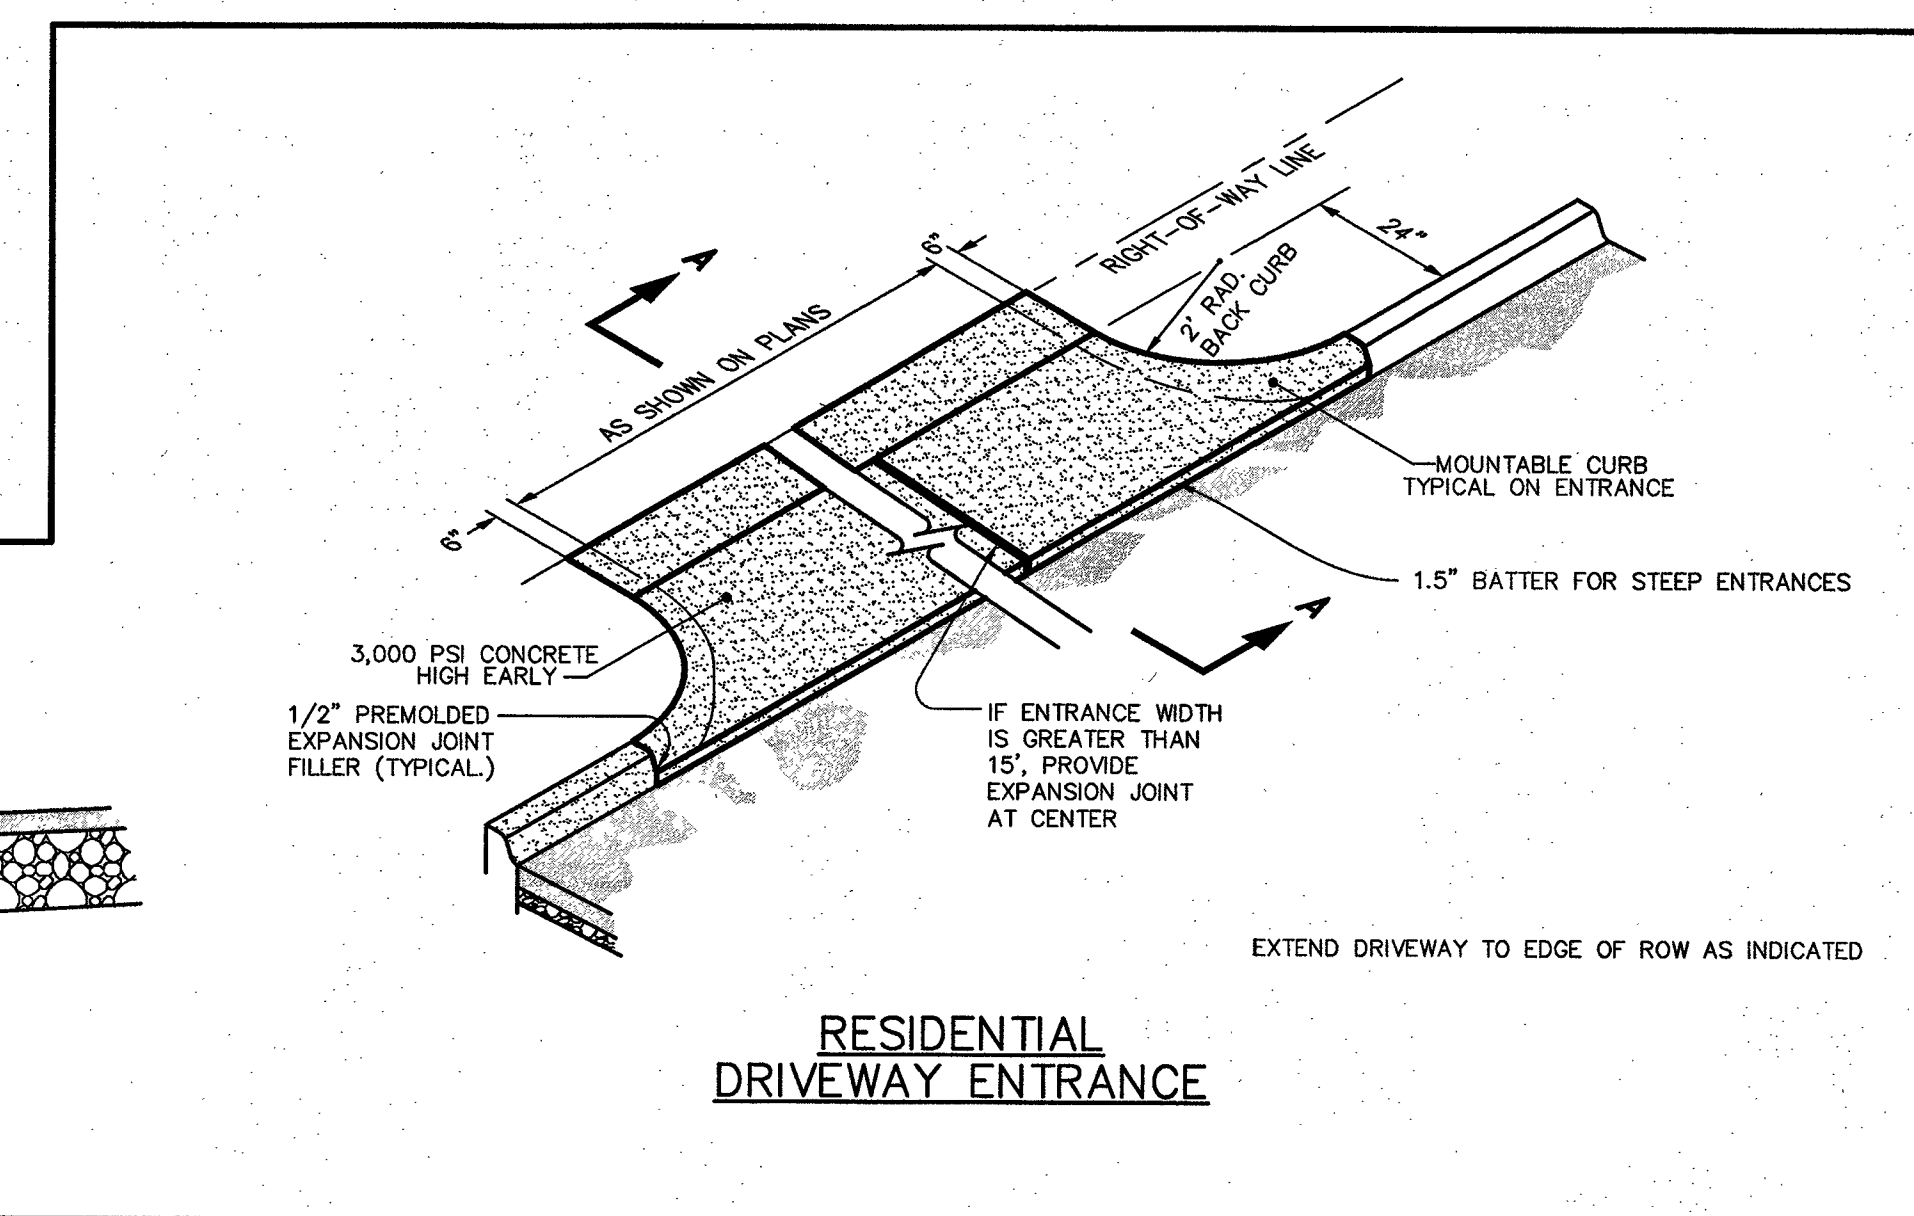 RIGHT-OF-WAY LINE
24"
6"
2' RAD.
BACK CURB
A
AS SHOWN ON PLANS
MOUNTABLE CURB
TYPICAL ON ENTRANCE
6"
1.5" BATTER FOR STEEP ENTRANCES
A
3,000 PSI CONCRETE
HIGH EARLY
1/2" PREMOLDED
EXPANSION JOINT
FILLER (TYPICAL.)
IF ENTRANCE WIDTH
IS GREATER THAN
15', PROVIDE
EXPANSION JOINT
AT CENTER
EXTEND DRIVEWAY TO EDGE OF ROW AS INDICATED
RESIDENTIAL
DRIVEWAY ENTRANCE